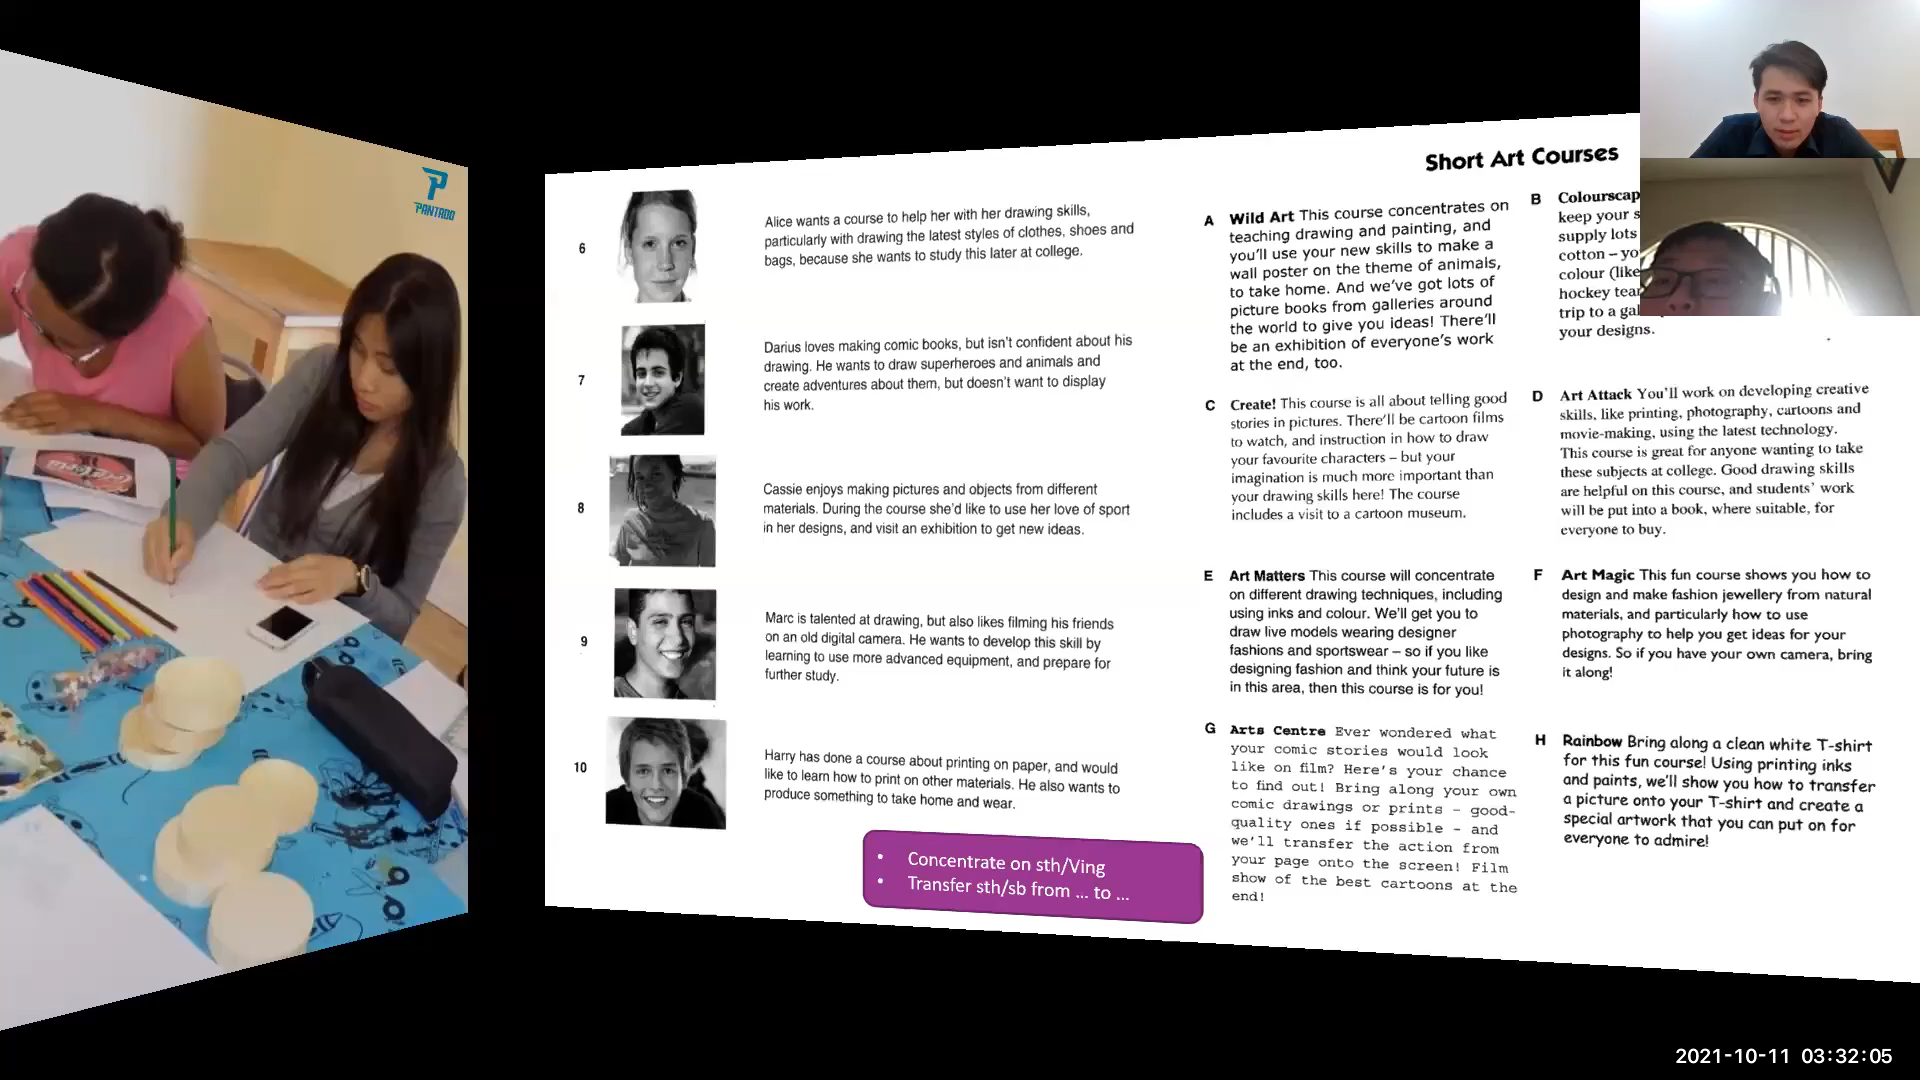 PANTADO
Short Art Courses
6
Alice wants a course to help her with her drawing skills,
particularly with drawing the latest styles of clothes, shoes and
bags, because she wants to study this later at college.
7
Darius loves making comic books, but isn't confident about his
drawing. He wants to draw superheroes and animals and
create adventures about them, but doesn't want to display
his work.
8
Cassie enjoys making pictures and objects from different
materials. During the course she'd like to use her love of sport
in her designs, and visit an exhibition to get new ideas.
9
Marc is talented at drawing, but also likes filming his friends
on an old digital camera. He wants to develop this skill by
learning to use more advanced equipment, and prepare for
further study.
10
Harry has done a course about printing on paper, and would
like to learn how to print on other materials. He also wants to
produce something to take home and wear.
• Concentrate on sth/Ving
• Transfer sth/sb from ... to ...
A Wild Art This course concentrates on
teaching drawing and painting, and
you'll use your new skills to make a
wall poster on the theme of animals,
to take home. And we've got lots of
picture books from galleries around
the world to give you ideas! There'll
be an exhibition of everyone's work
at the end, too.
B Colourscap
keep your s
supply lots
cotton – yo
colour (like
hockey tea
trip to a gal
your designs.
C Create! This course is all about telling good
stories in pictures. There'll be cartoon films
to watch, and instruction in how to draw
your favourite characters – but your
imagination is much more important than
your drawing skills here! The course
includes a visit to a cartoon museum.
D Art Attack You'll work on developing creative
skills, like printing, photography, cartoons and
movie-making, using the latest technology.
This course is great for anyone wanting to take
these subjects at college. Good drawing skills
are helpful on this course, and students' work
will be put into a book, where suitable, for
everyone to buy.
E Art Matters This course will concentrate
on different drawing techniques, including
using inks and colour. We'll get you to
draw live models wearing designer
fashions and sportswear – so if you like
designing fashion and think your future is
in this area, then this course is for you!
F Art Magic This fun course shows you how to
design and make fashion jewellery from natural
materials, and particularly how to use
photography to help you get ideas for your
designs. So if you have your own camera, bring
it along!
G Arts Centre Ever wondered what
your comic stories would look
like on film? Here's your chance
to find out! Bring along your own
comic drawings or prints – good-
quality ones if possible – and
we'll transfer the action from
your page onto the screen! Film
show of the best cartoons at the
end!
H Rainbow Bring along a clean white T-shirt
for this fun course! Using printing inks
and paints, we'll show you how to transfer
a picture onto your T-shirt and create a
special artwork that you can put on for
everyone to admire!
2021-10-11 03:32:05